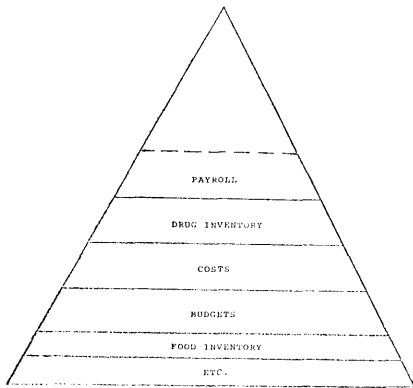 PAYROLL
DRUG INVENTORY
COSTS
BUDGETS
FOOD INVENTORY
ETC.